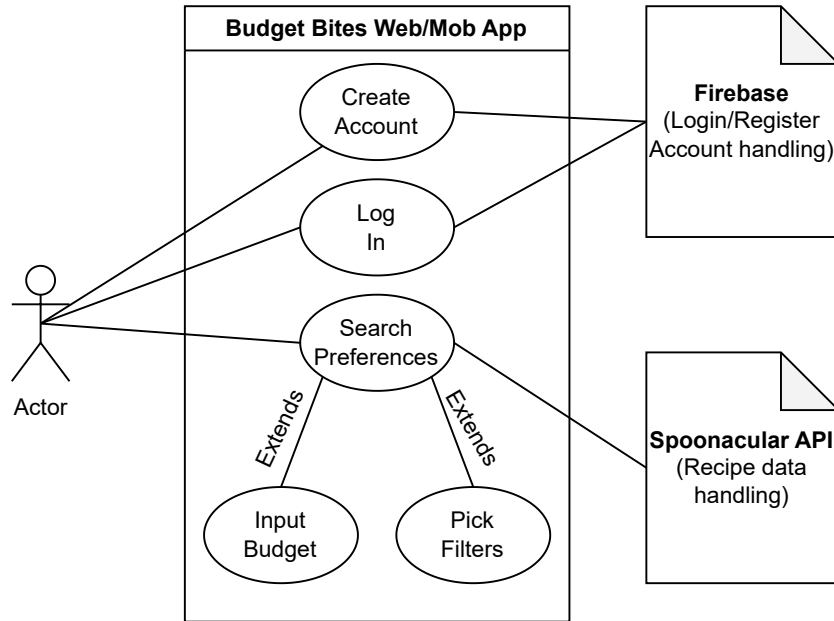 Budget Bites Web/Mob App
Create
Account
Log
In
Search
Preferences
Extends
Extends
Input
Budget
Pick
Filters
Actor
Firebase
(Login/Register
Account handling)
Spoonacular API
(Recipe data
handling)